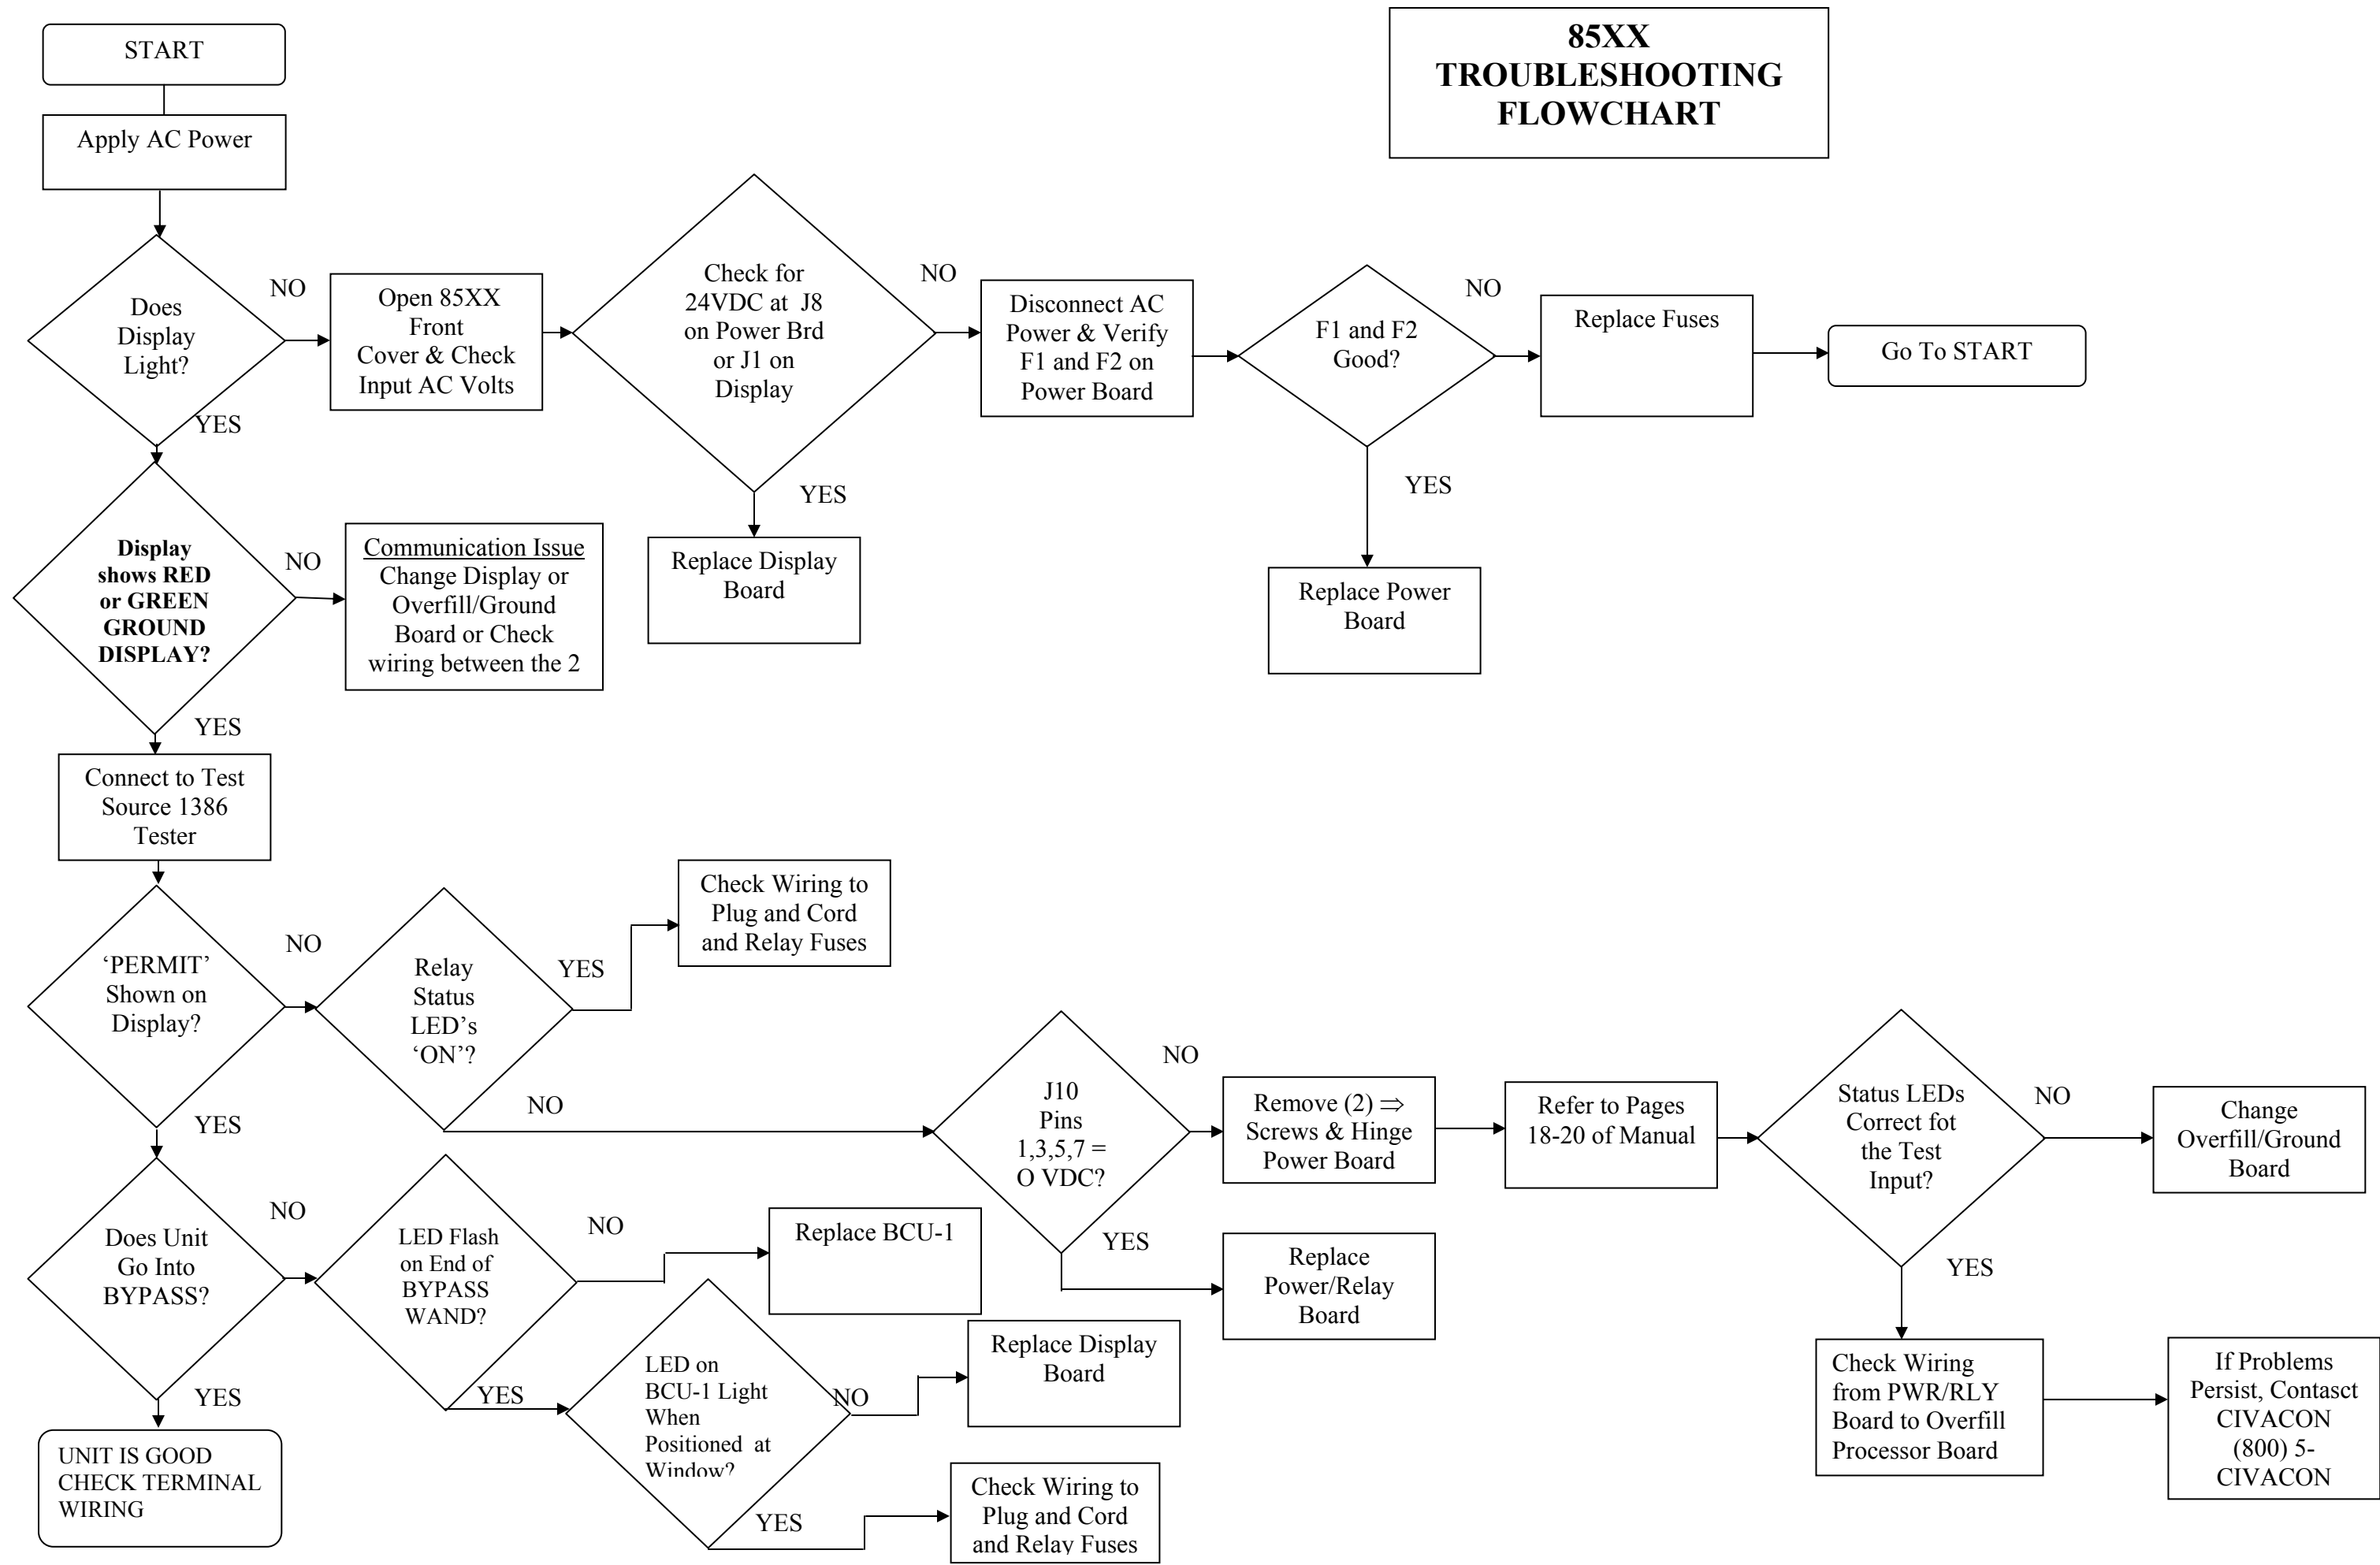 START
85XX
TROUBLESHOOTING
FLOWCHART
Apply AC Power
Does
Display
Light?
NO
YES
Open 85XX
Front
Cover & Check
Input AC Volts
Check for
24VDC at J8
on Power Brd
or J1 on
Display
NO
YES
Disconnect AC
Power & Verify
F1 and F2 on
Power Board
F1 and F2
Good?
NO
YES
Replace Fuses
Go To START
Replace Display
Board
Replace Power
Board
Display
shows RED
or GREEN
GROUND
DISPLAY?
NO
YES
Communication Issue
Change Display or
Overfill/Ground
Board or Check
wiring between the 2
Connect to Test
Source 1386
Tester
‘PERMIT’
Shown on
Display?
NO
YES
Relay
Status
LED’s
‘ON’?
YES
NO
Check Wiring to
Plug and Cord
and Relay Fuses
J10
Pins
1,3,5,7 =
O VDC?
NO
YES
Remove (2) ⇒
Screws & Hinge
Power Board
Refer to Pages
18-20 of Manual
Status LEDs
Correct fot
the Test
Input?
NO
YES
Change
Overfill/Ground
Board
Replace
Power/Relay
Board
Check Wiring
from PWR/RLY
Board to Overfill
Processor Board
If Problems
Persist, Contasct
CIVACON
(800) 5-
CIVACON
Does Unit
Go Into
BYPASS?
NO
YES
LED Flash
on End of
BYPASS
WAND?
NO
YES
Replace BCU-1
LED on
BCU-1 Light
When
Positioned at
Window?
NO
YES
Replace Display
Board
Check Wiring to
Plug and Cord
and Relay Fuses
UNIT IS GOOD
CHECK TERMINAL
WIRING